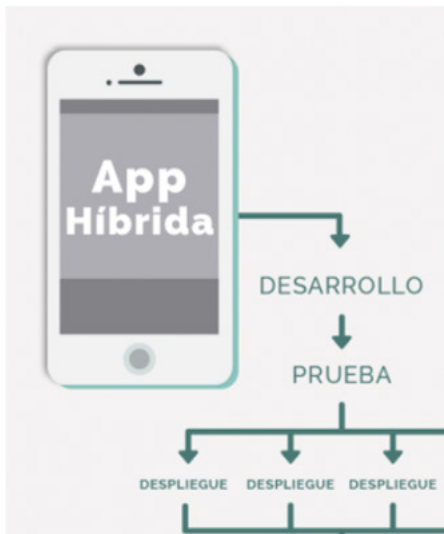 App
Híbrida
DESARROLLO
PRUEBA
DESPLIEGUE DESPLIEGUE DESPLIEGUE